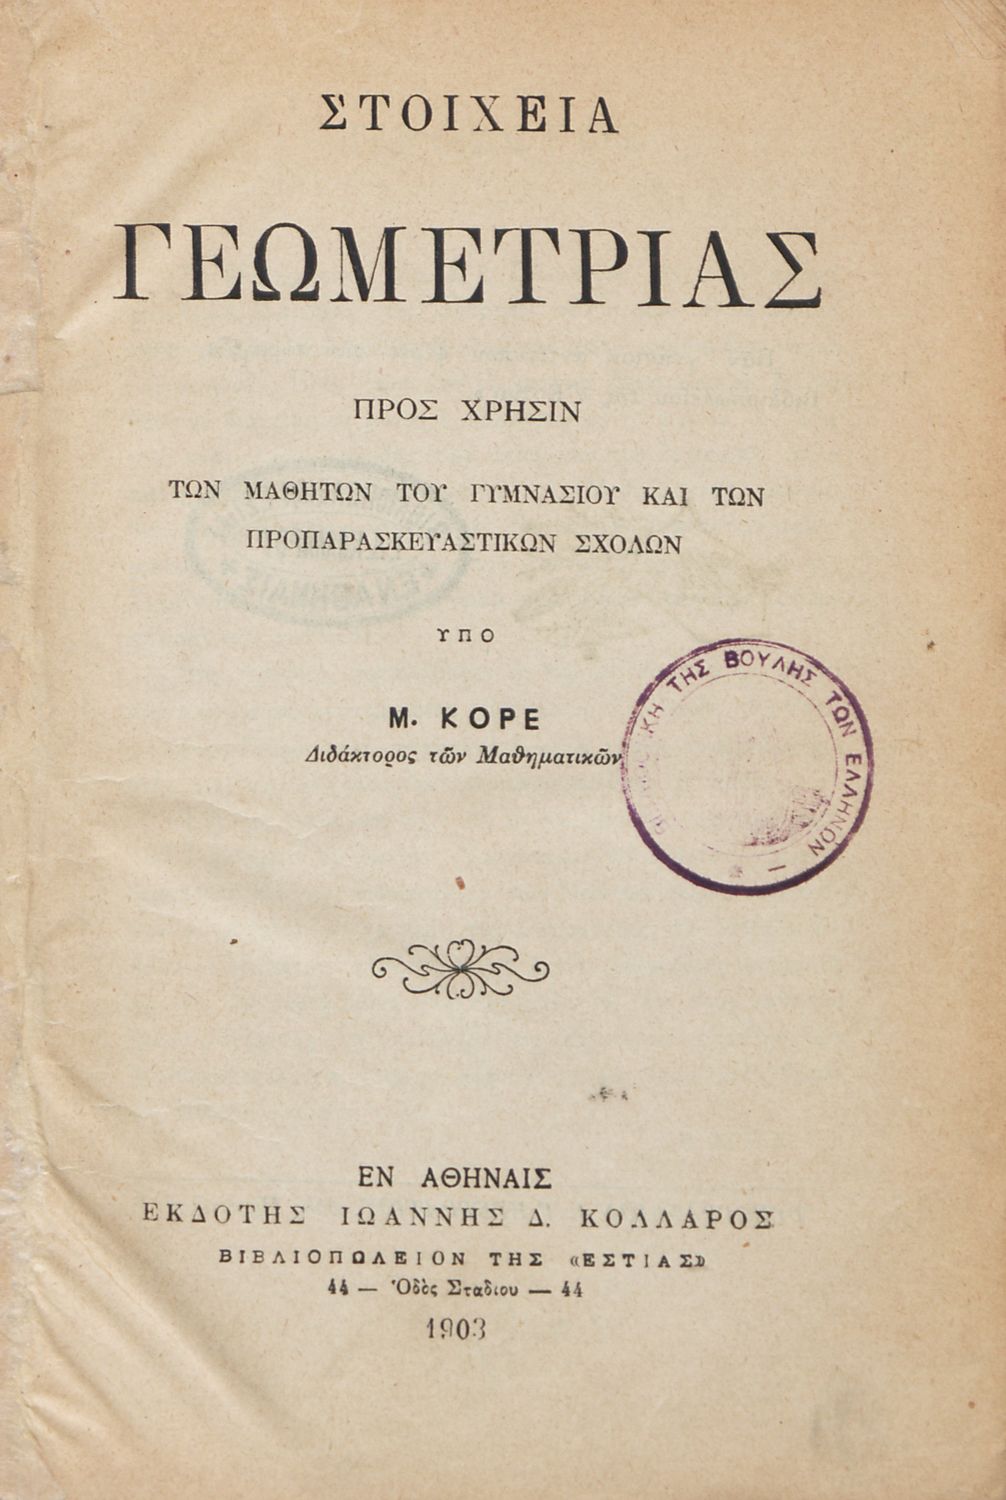 ΣΤΟΙΧΕΙΑ
ΓΕΩΜΕΤΡΙΑΣ
ΠΡΟΣ ΧΡΗΣΙΝ
ΤΩΝ ΜΑΘΗΤΩΝ ΤΟΥ ΓΥΜΝΑΣΙΟΥ ΚΑΙ ΤΩΝ
ΠΡΟΠΑΡΑΣΚΕΥΑΣΤΙΚΩΝ ΣΧΟΛΩΝ
ΥΠΟ
Μ. ΚΟΡΕ
Διδάκτορος τῶν Μαθηματικῶν
ΤΗΣ ΒΟΥΛΗΣ ΤΩΝ ΕΛΛΗΝΩΝ
ΕΝ ΑΘΗΝΑΙΣ
ΕΚΔΟΤΗΣ ΙΩΑΝΝΗΣ Δ. ΚΟΛΛΑΡΟΣ
ΒΙΒΛΙΟΠΩΛΕΙΟΝ ΤΗΣ «ΕΣΤΙΑΣ»
44 — Ὁδὸς Σταδιου — 44
1903